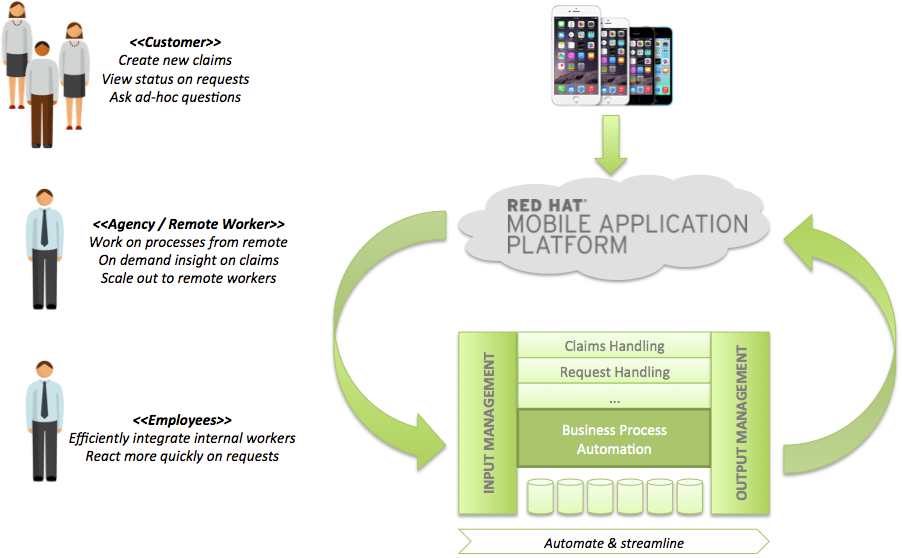 <<Customer>>
Create new claims
View status on requests
Ask ad-hoc questions
<<Agency / Remote Worker>>
Work on processes from remote
On demand insight on claims
Scale out to remote workers
<<Employees>>
Efficiently integrate internal workers
React more quickly on requests
RED HAT®
MOBILE APPLICATION
PLATFORM
INPUT MANAGEMENT
Claims Handling
Request Handling
...
Business Process
Automation
OUTPUT MANAGEMENT
Automate & streamline